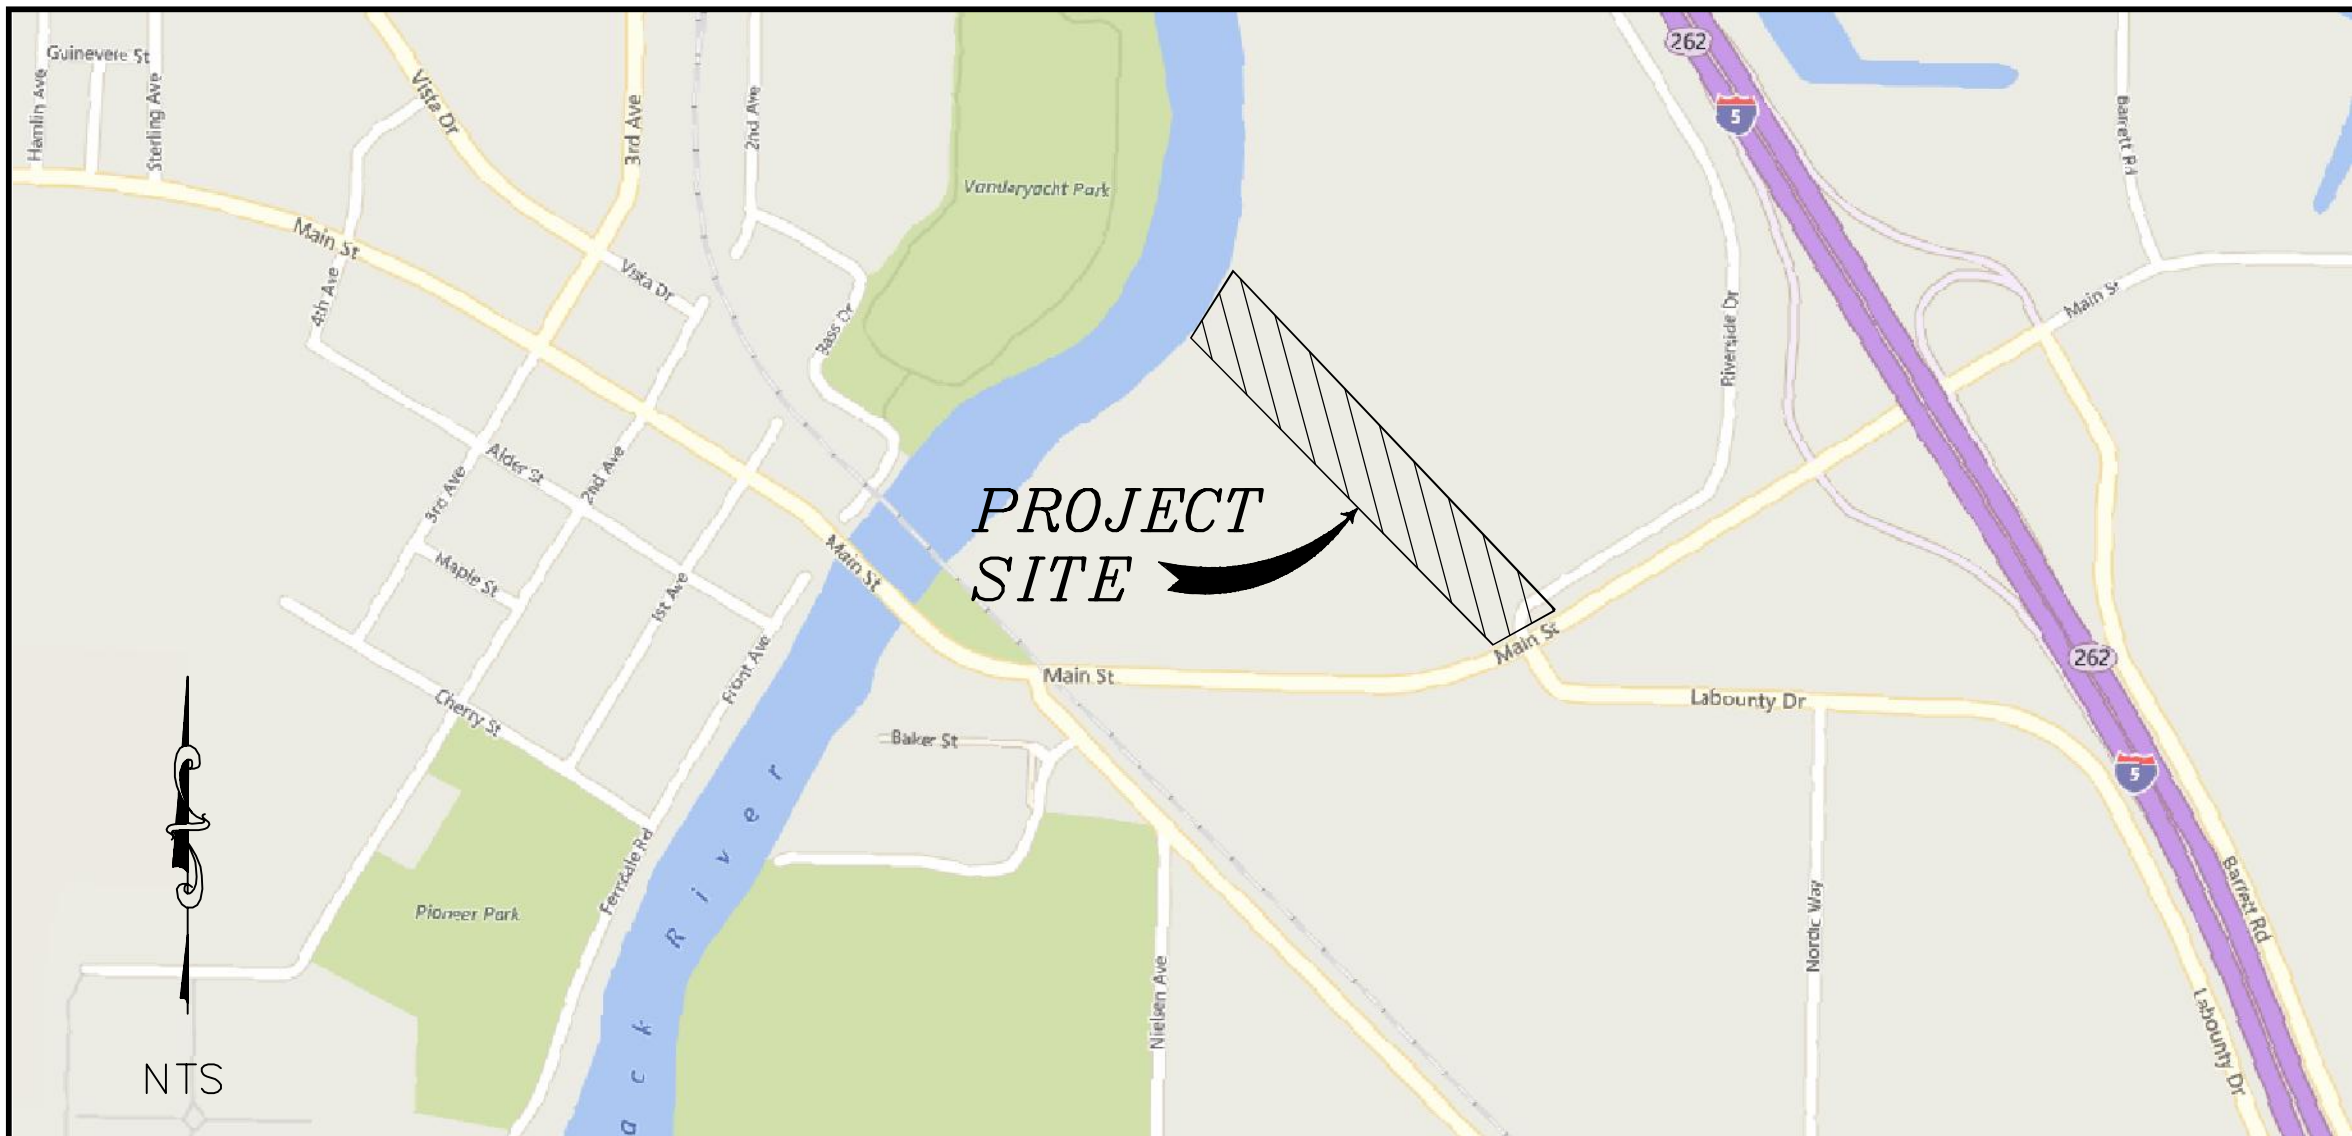 262
Guinevere St
Hamlin Ave
Sterling Ave
Vista Dr
3rd Ave
2nd Ave
5
Barrett Rd
Vanderyacht Park
Main St
4th Ave
Vista Dr
Bass Dr
Riverside Dr
Main St
Alder St
3rd Ave
2nd Ave
PROJECT
SITE
Main St
Maple St
1st Ave
Main St
Main St
262
Front Ave
Cherry St
Labounty Dr
Baker St
5
River
Ferndale Rd
Pioneer Park
Nordic Way
Barrett Rd
Nielsen Ave
ack
Labounty Dr
NTS